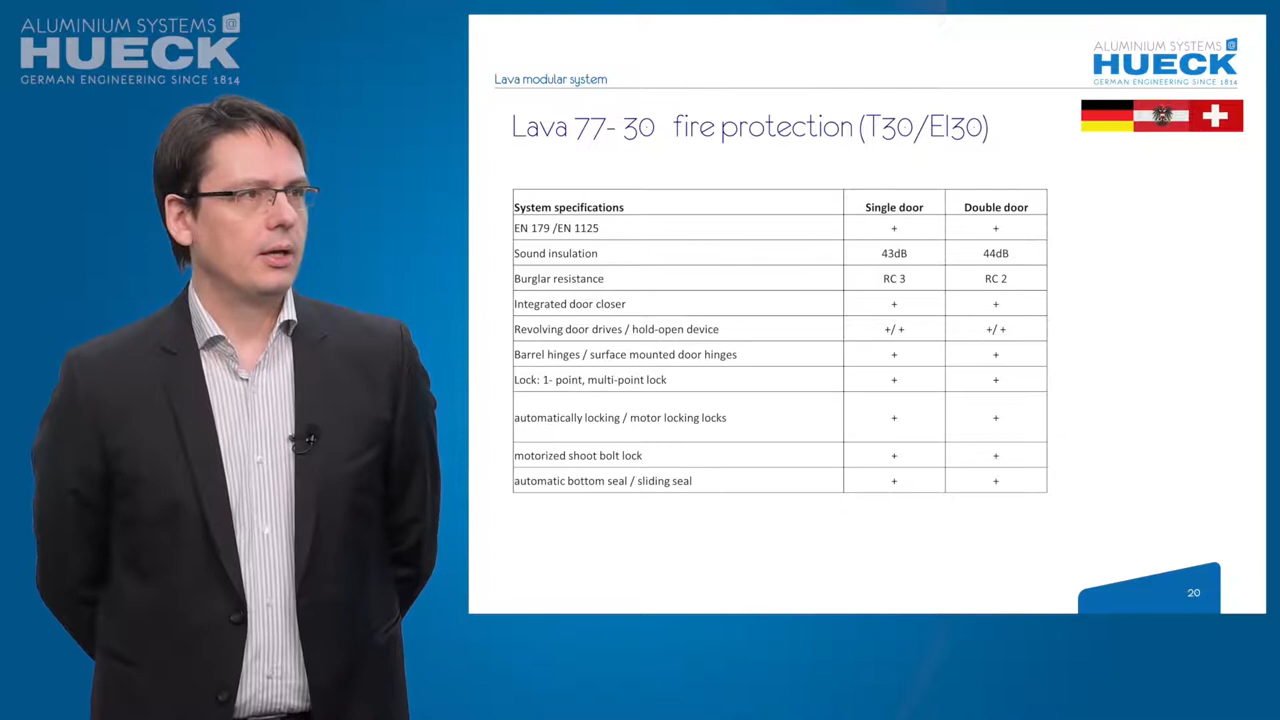 ALUMINIUM SYSTEMS @
HUECK
GERMAN ENGINEERING SINCE 1814
ALUMINIUM SYSTEMS @
HUECK
GERMAN ENGINEERING SINCE 1814
Lava modular system
Lava 77- 30 fire protection (T30/EI30)
System specifications Single door Double door
EN 179 /EN 1125 + +
Sound insulation 43dB 44dB
Burglar resistance RC 3 RC 2
Integrated door closer + +
Revolving door drives / hold-open device +/ + +/ +
Barrel hinges / surface mounted door hinges + +
Lock: 1- point, multi-point lock + +
automatically locking / motor locking locks + +
motorized shoot bolt lock + +
automatic bottom seal / sliding seal + +
20